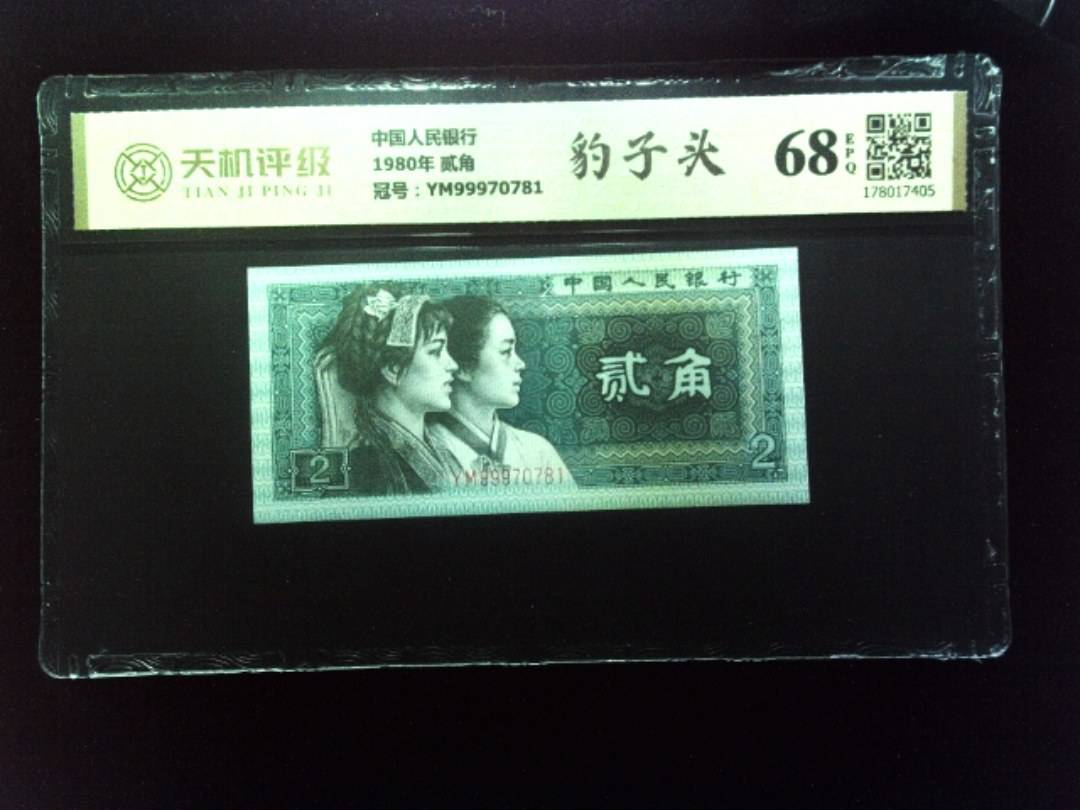 天机评级
TIAN JI PING JI
中国人民银行
1980年 贰角
冠号：YM99970781
豹子头
68
EPQ
178017405
中国人民银行
贰角
2
2
YM99970781